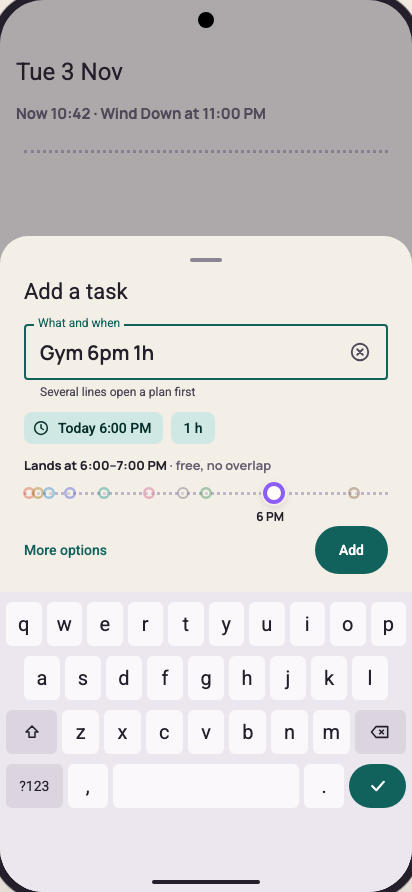 Tue 3 Nov
Now 10:42 · Wind Down at 11:00 PM
Add a task
What and when
Gym 6pm 1h
Several lines open a plan first
Today 6:00 PM
1 h
Lands at 6:00–7:00 PM · free, no overlap
6 PM
More options
Add
q w e r t y u i o p
a s d f g h j k l
z x c v b n m
?123 , .